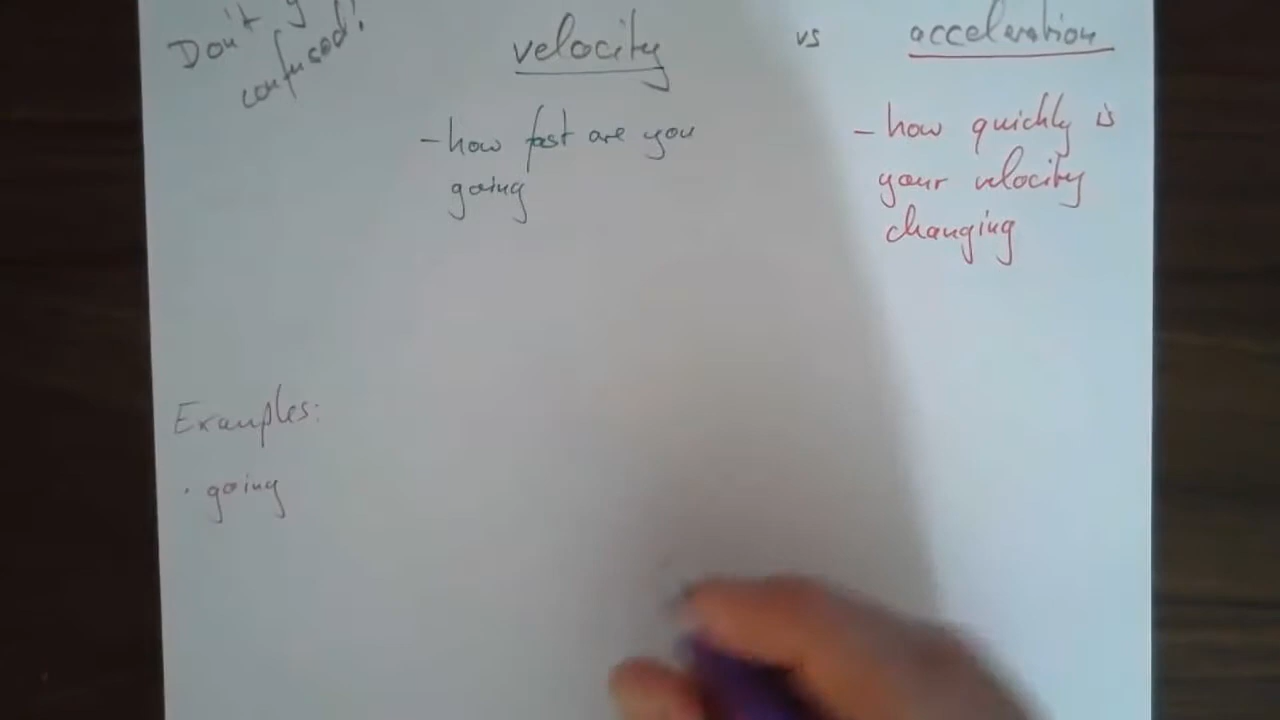 Don't
confused!
velocity vs acceleration
- how fast are you
going
- how quickly is
your velocity
changing
Examples:
· going